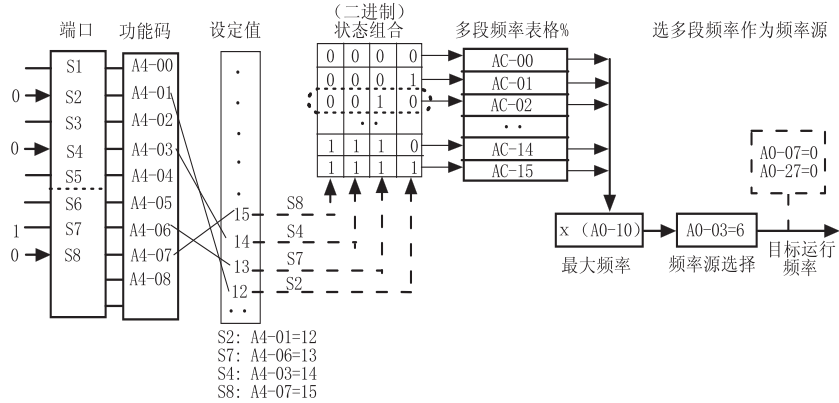 端口 功能码 设定值 （二进制） 状态组合 多段频率表格% 选多段频率作为频率源
S1 A4-00 0 0 0 0 AC-00
0 S2 A4-01 0 0 0 1 AC-01
S3 A4-02 0 0 1 0 AC-02
0 S4 A4-03 1 1 1 0 AC-14
S5 A4-04 1 1 1 1 AC-15
S6 A4-05
1 S7 A4-06
0 S8 A4-07
A4-08
15 S8
14 S4
13 S7
12 S2
x （A0-10）
最大频率
A0-03=6
频率源选择
A0-07=0
A0-27=0
目标运行
频率
S2: A4-01=12
S7: A4-06=13
S4: A4-03=14
S8: A4-07=15